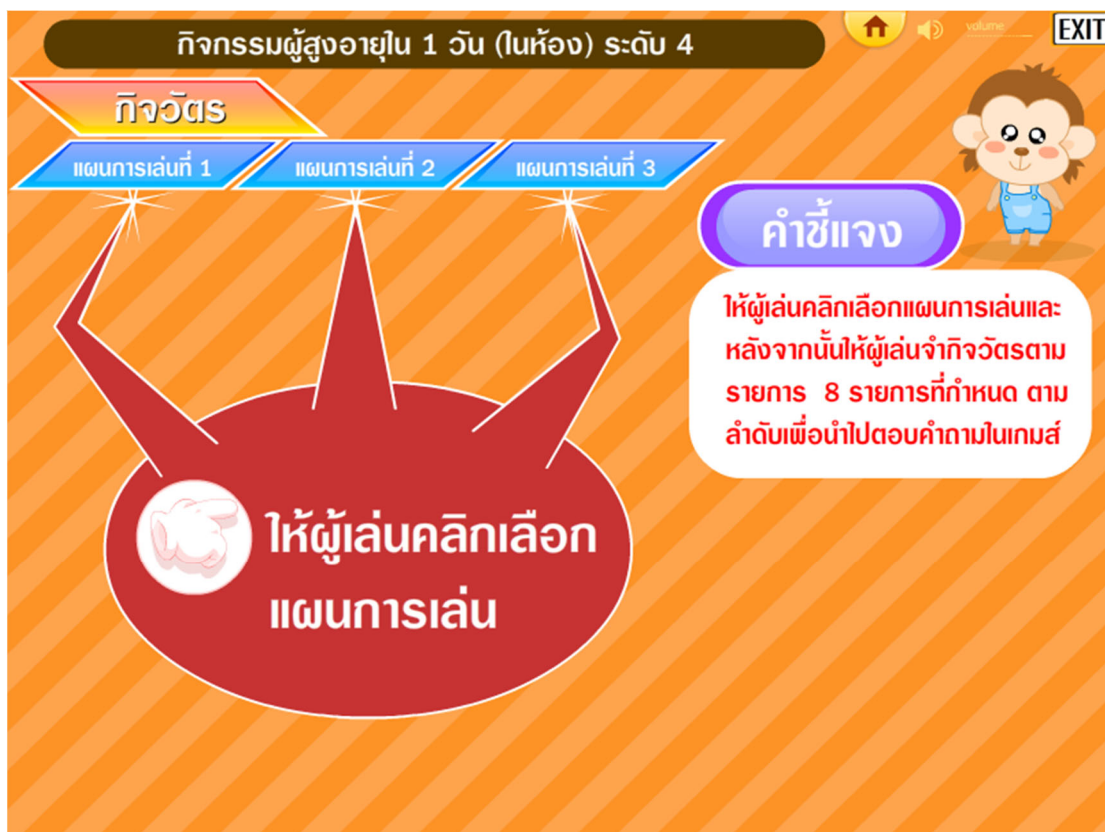 กิจกรรมผู้สูงอายุใน 1 วัน (ในห้อง) ระดับ 4
volume
EXIT
กิจวัตร
แผนการเล่นที่ 1
แผนการเล่นที่ 2
แผนการเล่นที่ 3
คำชี้แจง
ให้ผู้เล่นคลิกเลือกแผนการเล่นและ
หลังจากนั้นให้ผู้เล่นจำกิจวัตรตาม
รายการ 8 รายการที่กำหนด ตาม
ลำดับเพื่อนำไปตอบคำถามในเกมส์
ให้ผู้เล่นคลิกเลือก
แผนการเล่น